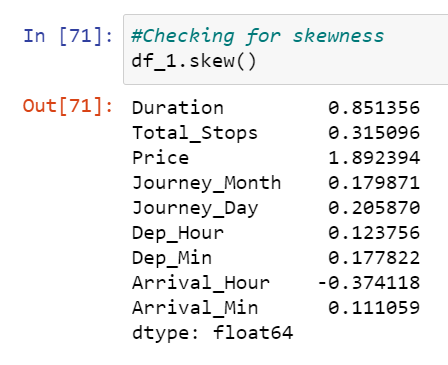 In [71]: #Checking for skewness
df_1.skew()
Out[71]: Duration 0.851356
Total_Stops 0.315096
Price 1.892394
Journey_Month 0.179871
Journey_Day 0.205870
Dep_Hour 0.123756
Dep_Min 0.177822
Arrival_Hour -0.374118
Arrival_Min 0.111059
dtype: float64